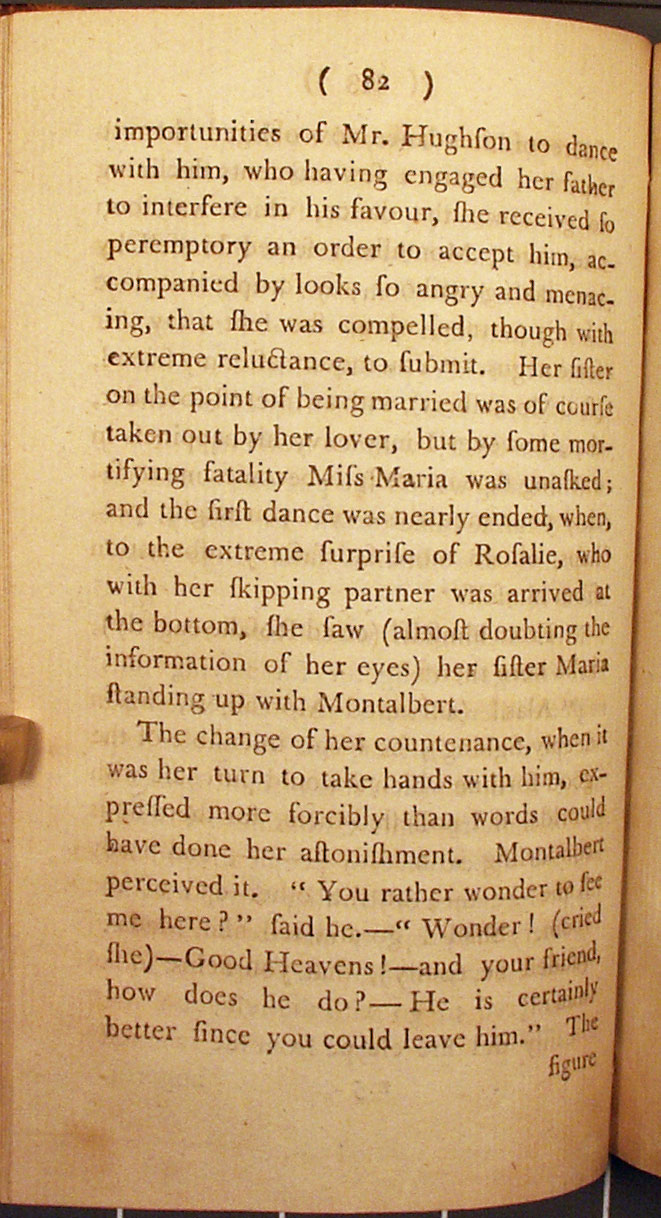 ( 82 )
importunities of Mr. Hughſon to dance
with him, who having engaged her father
to interfere in his favour, ſhe received ſo
peremptory an order to accept him, ac-
companied by looks ſo angry and menac-
ing, that ſhe was compelled, though with
extreme reluctance, to ſubmit. Her ſiſter
on the point of being married was of courſe
taken out by her lover, but by ſome mor-
tifying fatality Miſs Maria was unaſked;
and the firſt dance was nearly ended, when,
to the extreme ſurpriſe of Roſalie, who
with her ſkipping partner was arrived at
the bottom, ſhe ſaw (almoſt doubting the
information of her eyes) her ſiſter Maria
ſtanding up with Montalbert.
The change of her countenance, when it
was her turn to take hands with him, ex-
preſſed more forcibly than words could
have done her aſtoniſhment. Montalbert
perceived it. “ You rather wonder to ſee
me here?” ſaid he.—“ Wonder! (cried
ſhe)—Good Heavens!—and your friend,
how does he do?—He is certainly
better ſince you could leave him.” The
figure